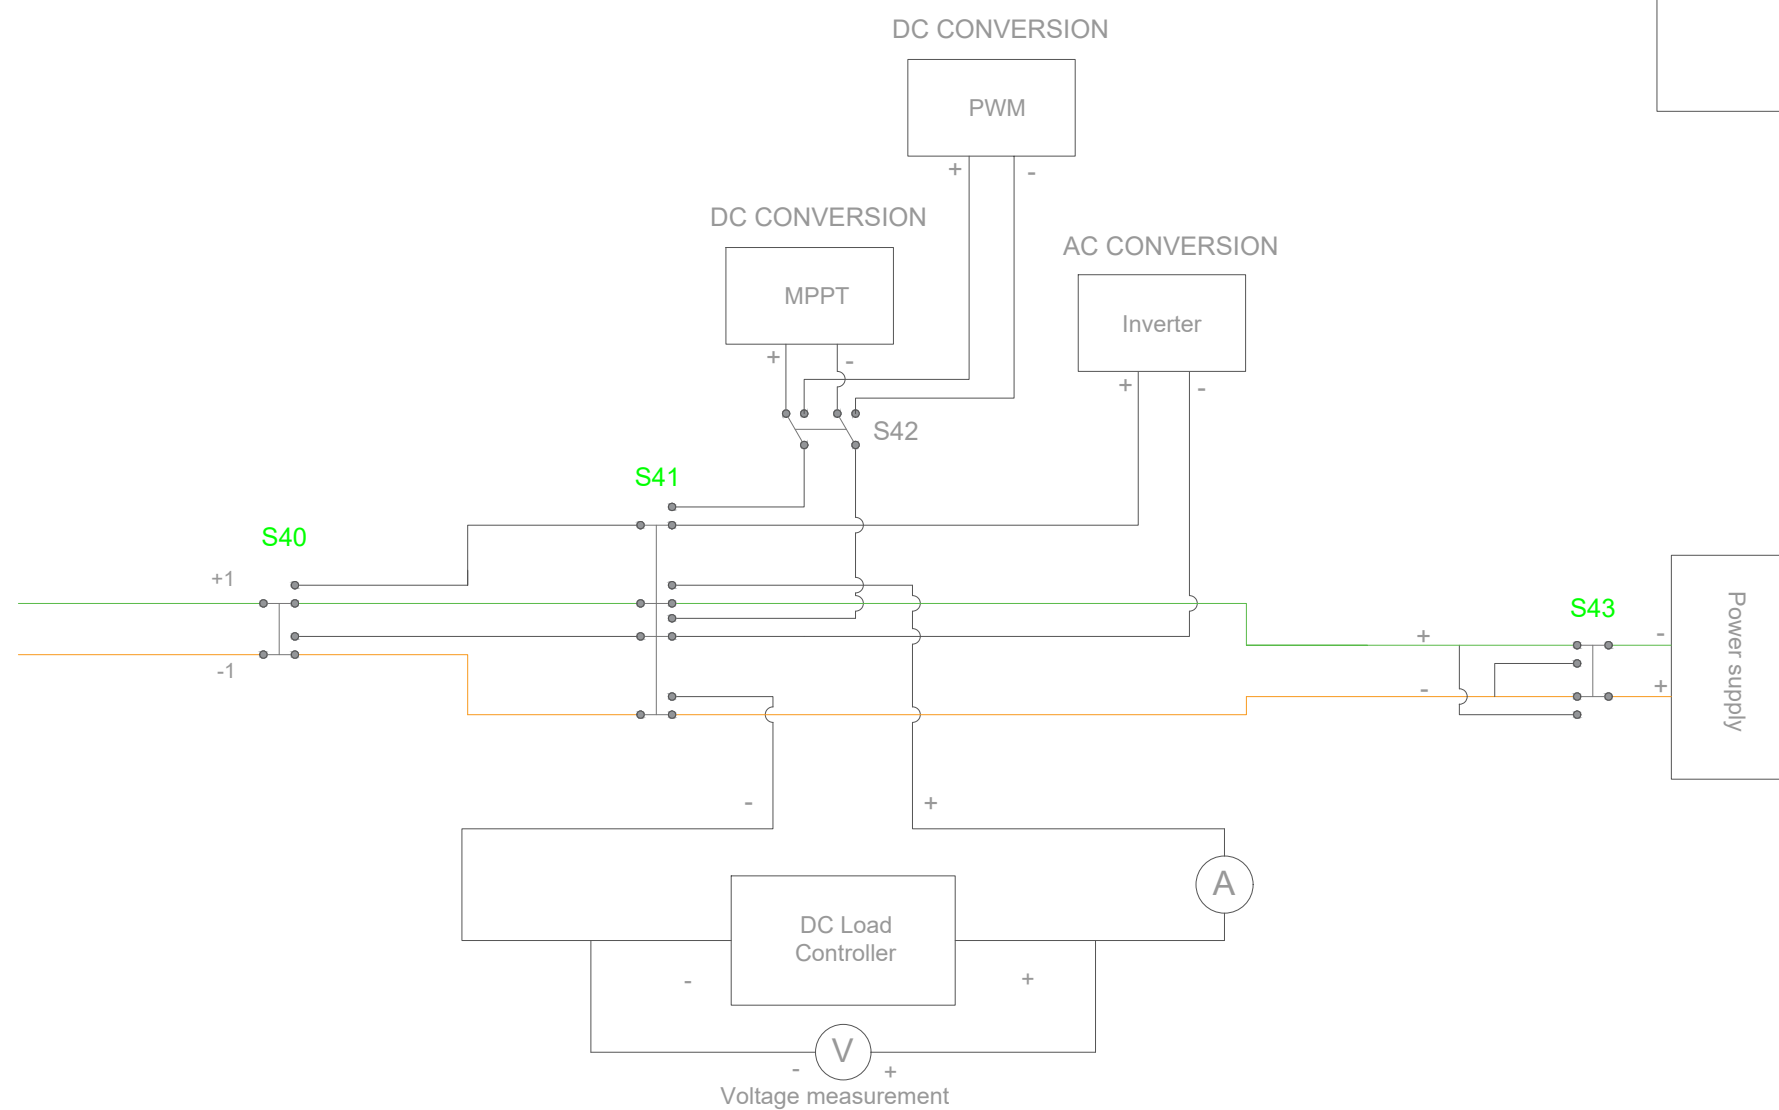 DC CONVERSION
PWM
+ -
DC CONVERSION
MPPT
+ -
AC CONVERSION
Inverter
+ -
S42
S41
S40
+1
-1
S43
+ -
- +
Power supply
- +
A
DC Load
Controller
- +
V
- +
Voltage measurement